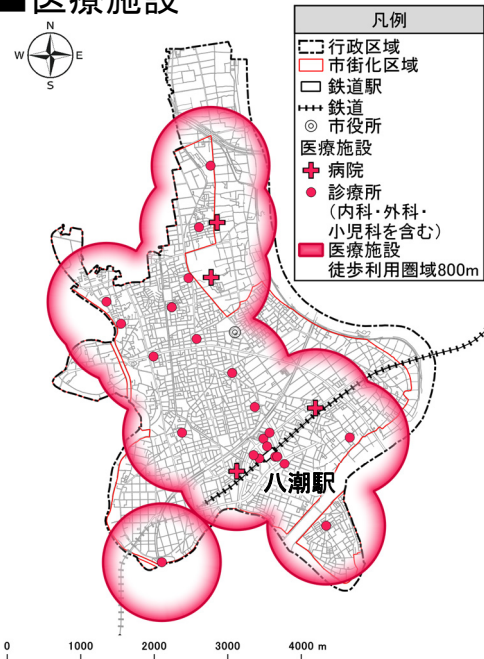 ■医療施設
N
W E
S
凡例
行政区域
市街化区域
鉄道駅
鉄道
市役所
医療施設
病院
診療所
（内科・外科・
小児科を含む）
医療施設
徒歩利用圏域800m
八潮駅
0 1000 2000 3000 4000 m